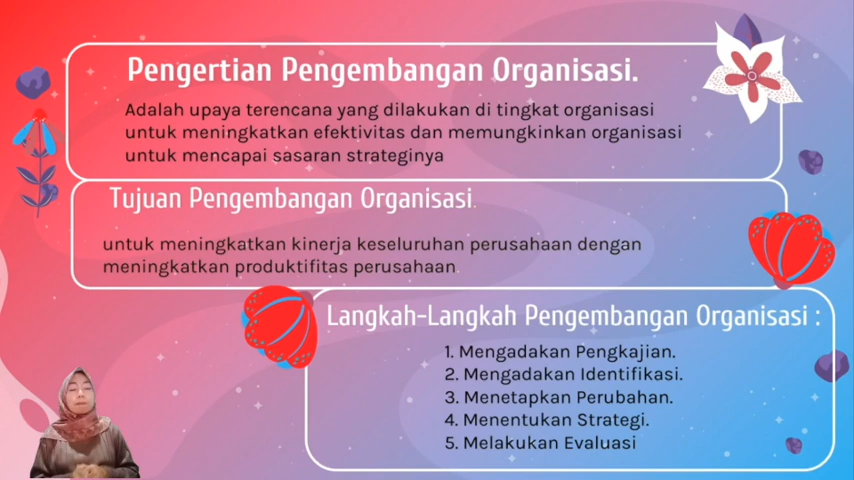 Pengertian Pengembangan Organisasi.
Adalah upaya terencana yang dilakukan di tingkat organisasi
untuk meningkatkan efektivitas dan memungkinkan organisasi
untuk mencapai sasaran strateginya
Tujuan Pengembangan Organisasi.
untuk meningkatkan kinerja keseluruhan perusahaan dengan
meningkatkan produktifitas perusahaan.
Langkah-Langkah Pengembangan Organisasi :
1. Mengadakan Pengkajian.
2. Mengadakan Identifikasi.
3. Menetapkan Perubahan.
4. Menentukan Strategi.
5. Melakukan Evaluasi